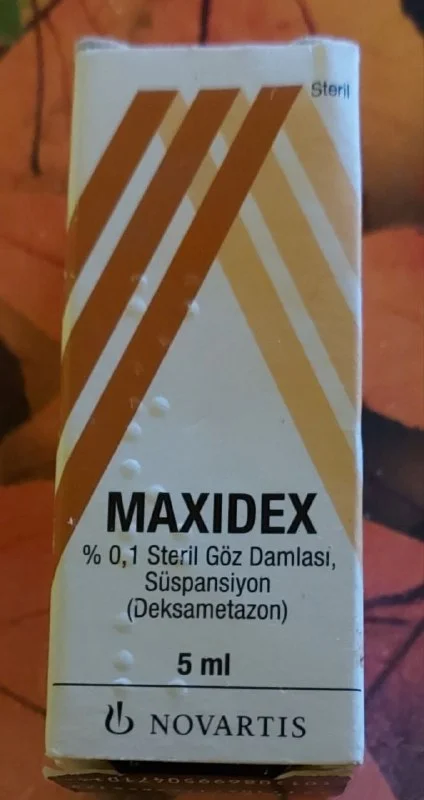 Steril
MAXIDEX
% 0,1 Steril Göz Damlası,
Süspansiyon
(Deksametazon)
5 ml
NOVARTIS